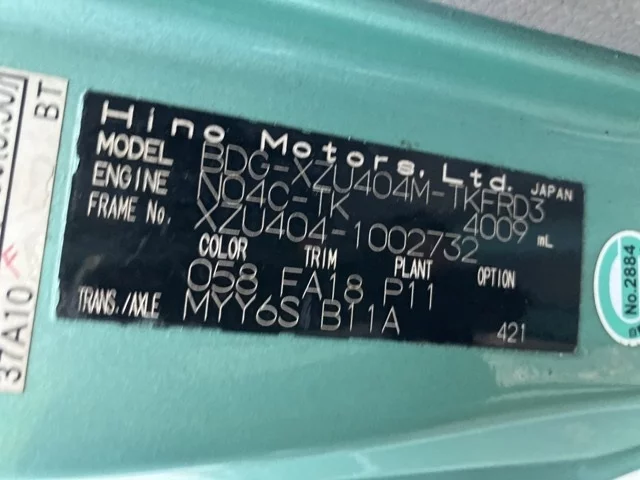 Hino Motors, Ltd. JAPAN
MODEL BDG-XZU404M-TKFRD3
ENGINE N04C-TK 4009 mL
FRAME No. XZU404-1002732
COLOR TRIM PLANT OPTION
058 FA18 P11
TRANS./AXLE MYY6S B11A
421
BT
37A10 F
No.2884